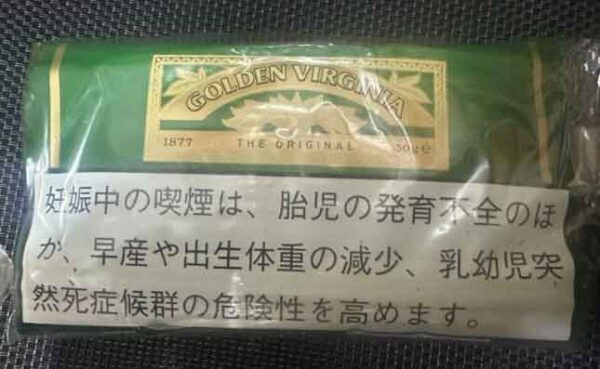 GOLDEN VIRGINIA
1877 THE ORIGINAL 50g e
妊娠中の喫煙は、胎児の発育不全のほ
か、早産や出生体重の減少、乳幼児突
然死症候群の危険性を高めます。